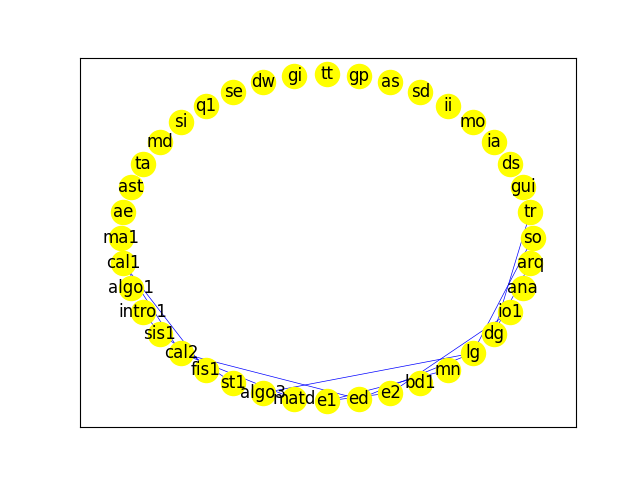 tt
gi
gp
dw
as
se
sd
q1
ii
si
mo
md
ia
ta
ds
ast
gui
ae
tr
ma1
so
cal1
arq
algo1
ana
intro1
io1
sis1
dg
cal2
lg
fis1
mn
st1
bd1
algo3
e2
matd
ed
e1